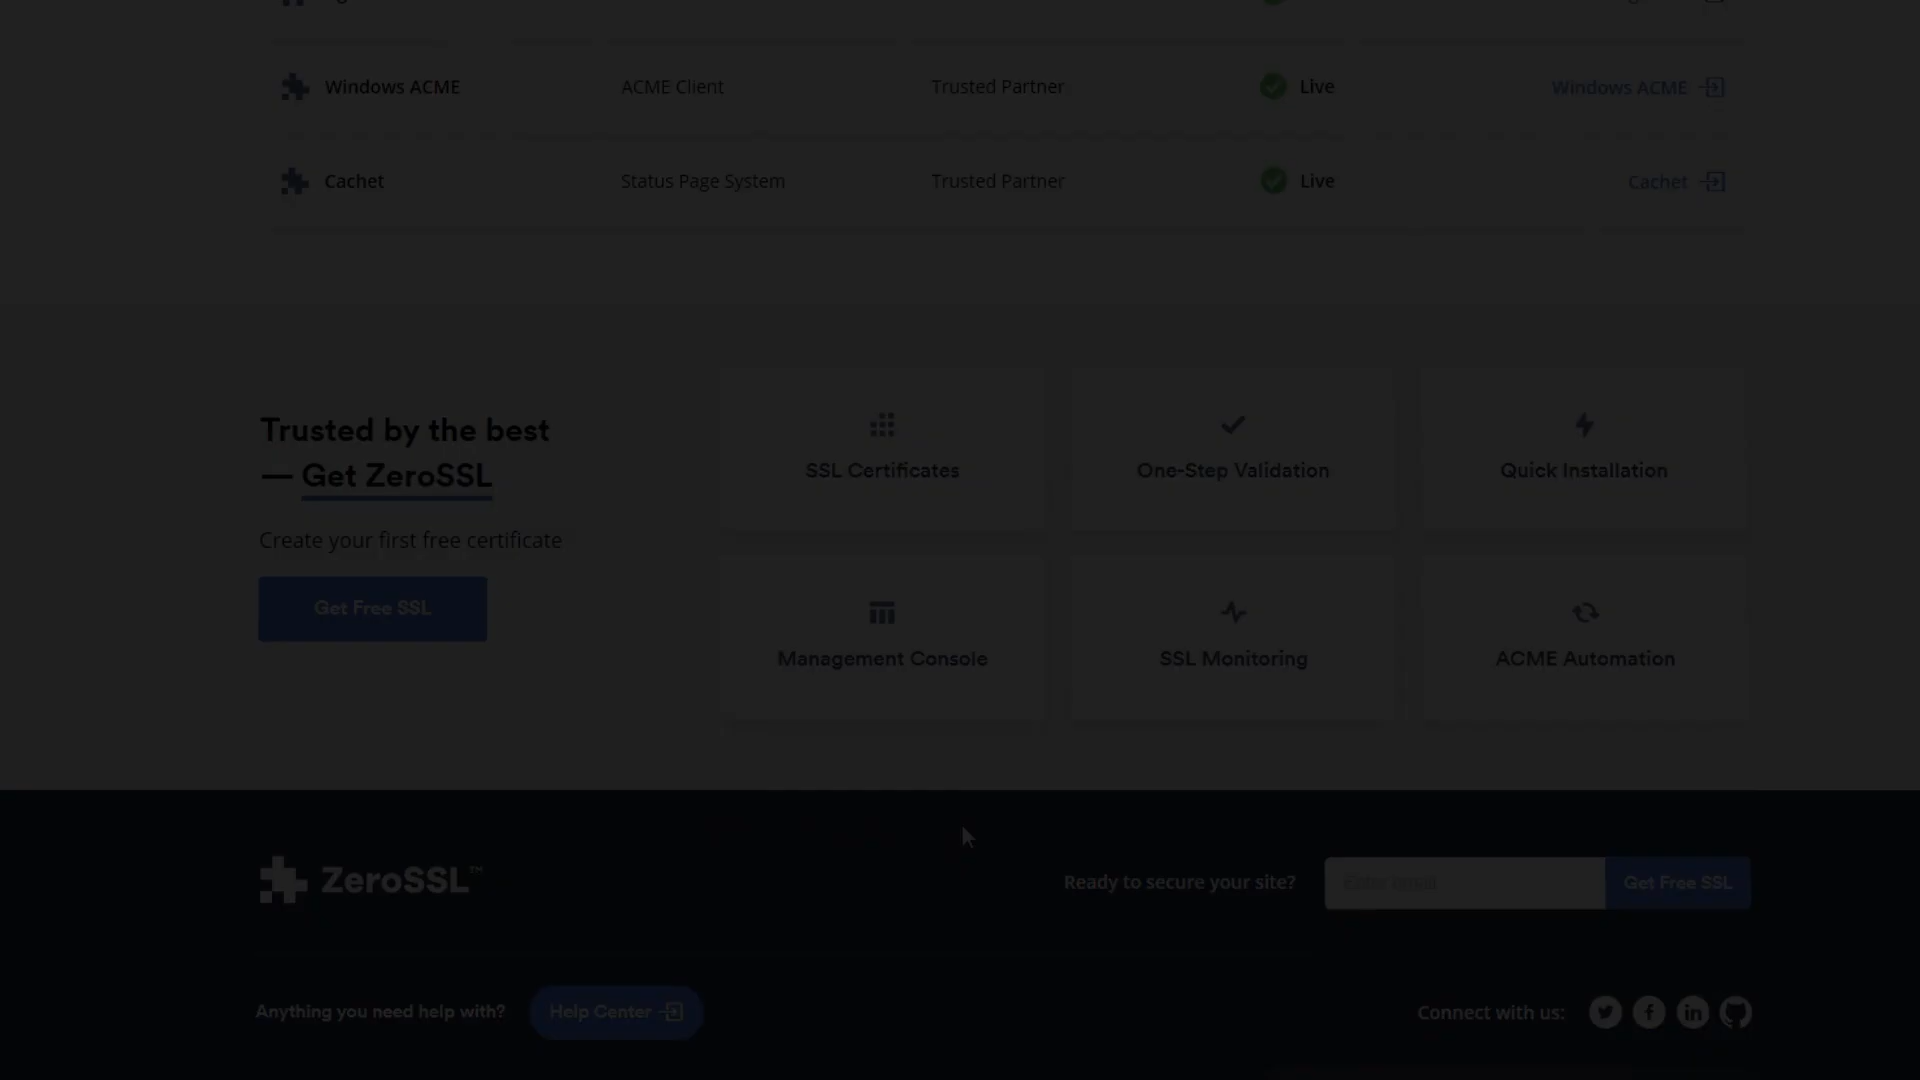 Windows ACME ACME Client Trusted Partner Live Windows ACME
Cachet Status Page System Trusted Partner Live Cachet
Trusted by the best
— Get ZeroSSL
Create your first free certificate
Get Free SSL
SSL Certificates
One-Step Validation
Quick Installation
Management Console
SSL Monitoring
ACME Automation
ZeroSSL™
Ready to secure your site?
Get Free SSL
Anything you need help with?
Help Center
Connect with us: